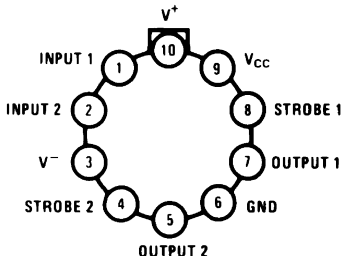 V+
10
INPUT 1
1
9
VCC
INPUT 2
2
8
STROBE 1
V−
3
7
OUTPUT 1
STROBE 2
4
5
6
GND
OUTPUT 2